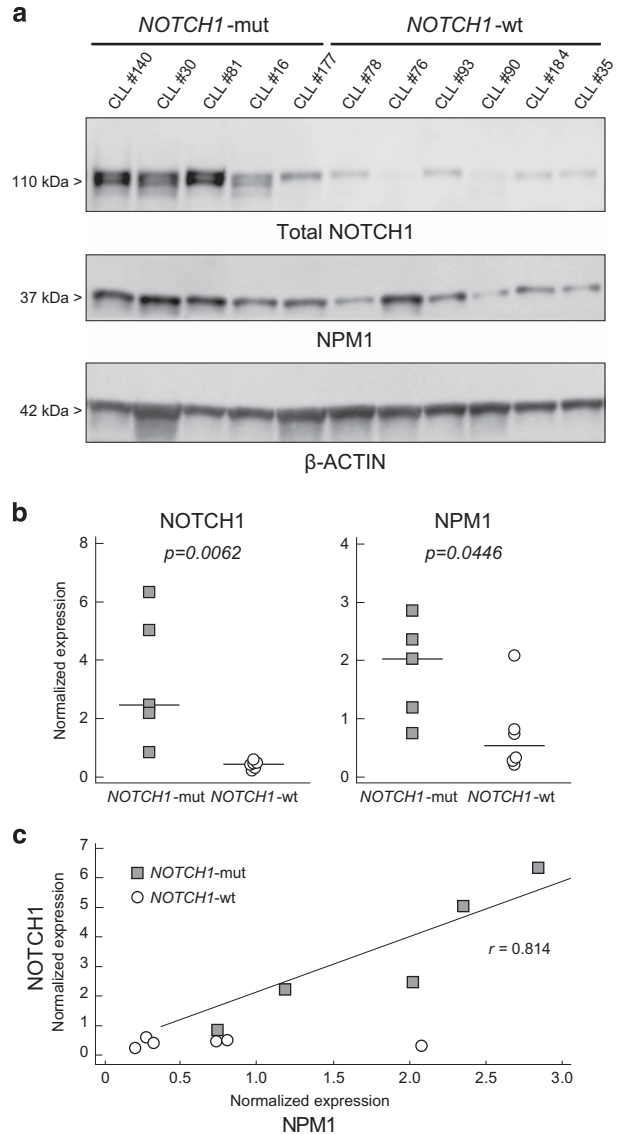 a
NOTCH1-mut NOTCH1-wt
CLL #140 CLL #30 CLL #81 CLL #16 CLL #177 CLL #78 CLL #76 CLL #93 CLL #90 CLL #184 CLL #35
110 kDa >
Total NOTCH1
37 kDa >
NPM1
42 kDa >
β-ACTIN
b
NOTCH1 NPM1
p=0.0062 p=0.0446
Normalized expression
8
6
4
2
0
4
3
2
1
0
NOTCH1-mut NOTCH1-wt NOTCH1-mut NOTCH1-wt
c
NOTCH1
Normalized expression
7
6
5
4
3
2
1
0
NOTCH1-mut
NOTCH1-wt
r = 0.814
0 0.5 1.0 1.5 2.0 2.5 3.0
Normalized expression
NPM1